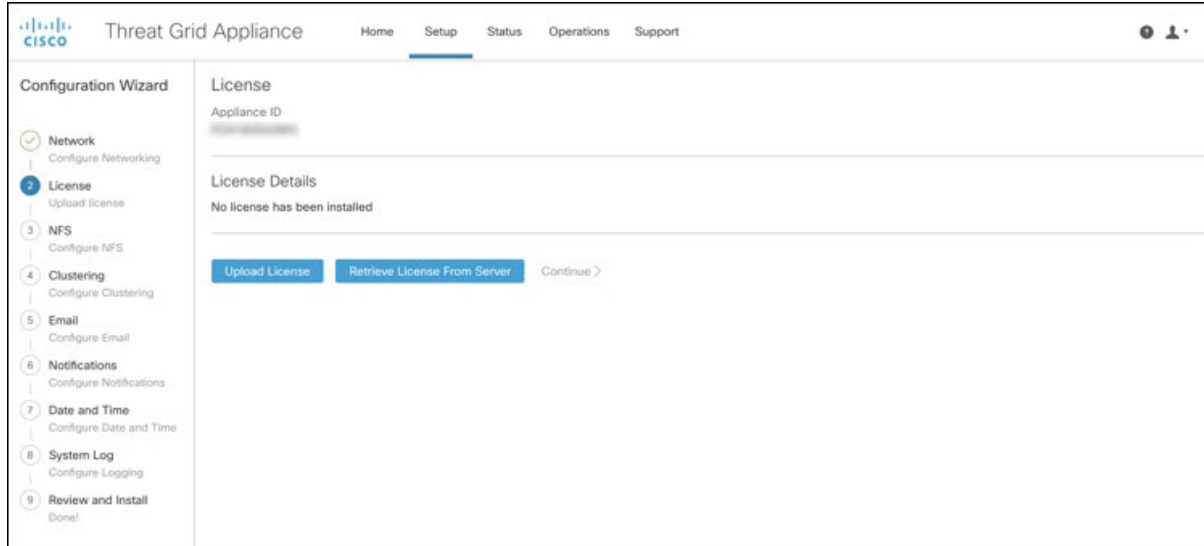 CISCO
Threat Grid Appliance
Home Setup Status Operations Support
Configuration Wizard
Network
Configure Networking
2 License
Upload license
3 NFS
Configure NFS
4 Clustering
Configure Clustering
5 Email
Configure Email
6 Notifications
Configure Notifications
7 Date and Time
Configure Date and Time
8 System Log
Configure Logging
9 Review and Install
Done!
License
Appliance ID
License Details
No license has been installed
Upload License Retrieve License From Server Continue >